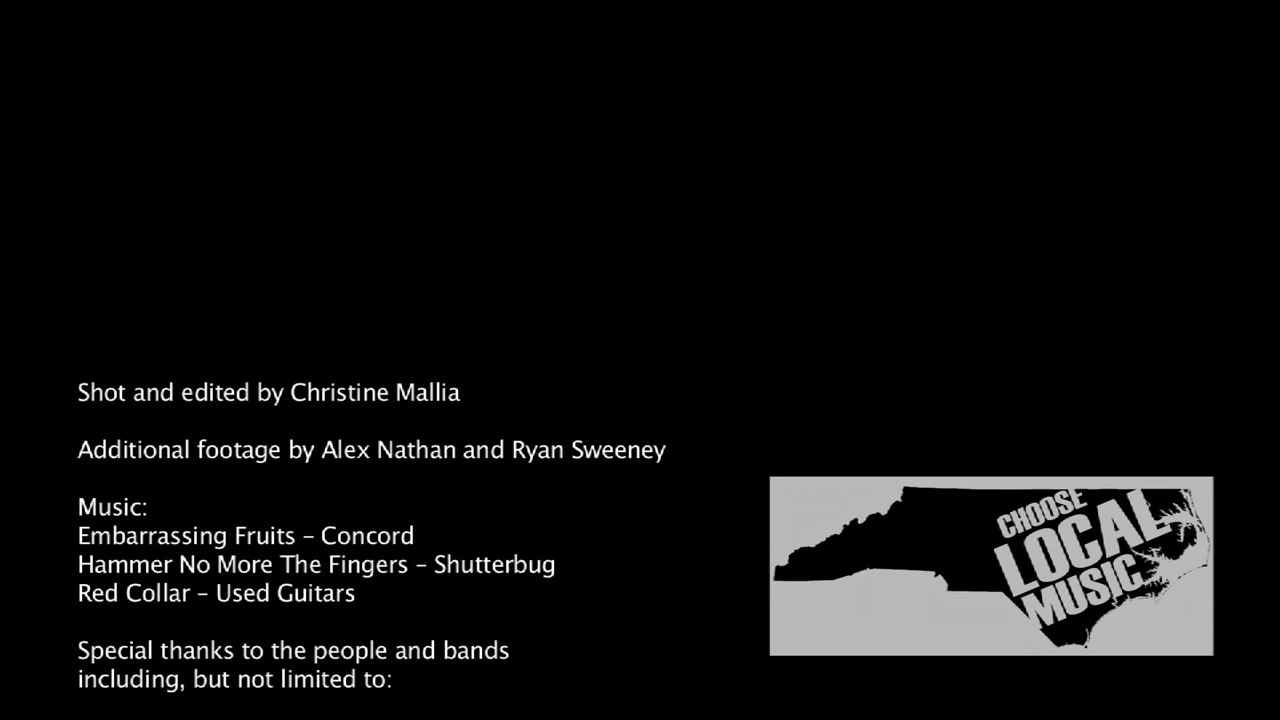 Shot and edited by Christine Mallia
Additional footage by Alex Nathan and Ryan Sweeney
Music:
Embarrassing Fruits – Concord
Hammer No More The Fingers – Shutterbug
Red Collar – Used Guitars
Special thanks to the people and bands
including, but not limited to:
CHOOSE
LOCAL
MUSIC